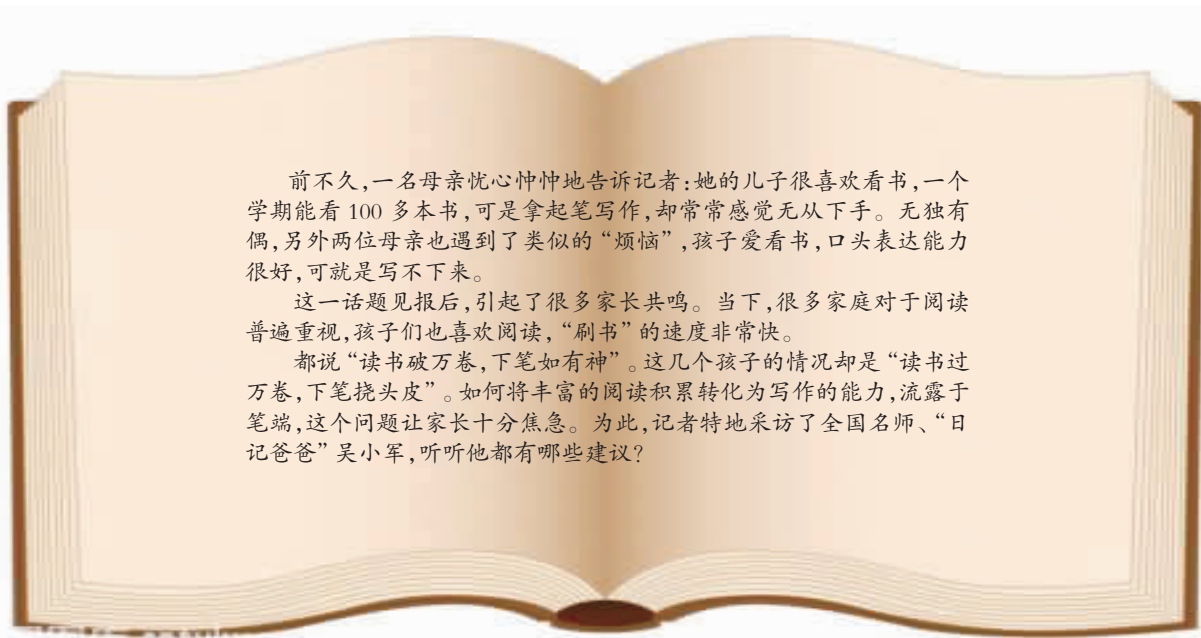 前不久,一名母亲忧心忡忡地告诉记者:她的儿子很喜欢看书,一个
学期能看 100 多本书,可是拿起笔写作,却常常感觉无从下手。无独有
偶,另外两位母亲也遇到了类似的“烦恼”,孩子爱看书,口头表达能力
很好,可就是写不下来。
这一话题见报后,引起了很多家长共鸣。当下,很多家庭对于阅读
普遍重视,孩子们也喜欢阅读,“刷书”的速度非常快。
都说“读书破万卷,下笔如有神”。这几个孩子的情况却是“读书过
万卷,下笔挠头皮”。如何将丰富的阅读积累转化为写作的能力,流露于
笔端,这个问题让家长十分焦急。为此,记者特地采访了全国名师、“日
记爸爸”吴小军,听听他都有哪些建议?